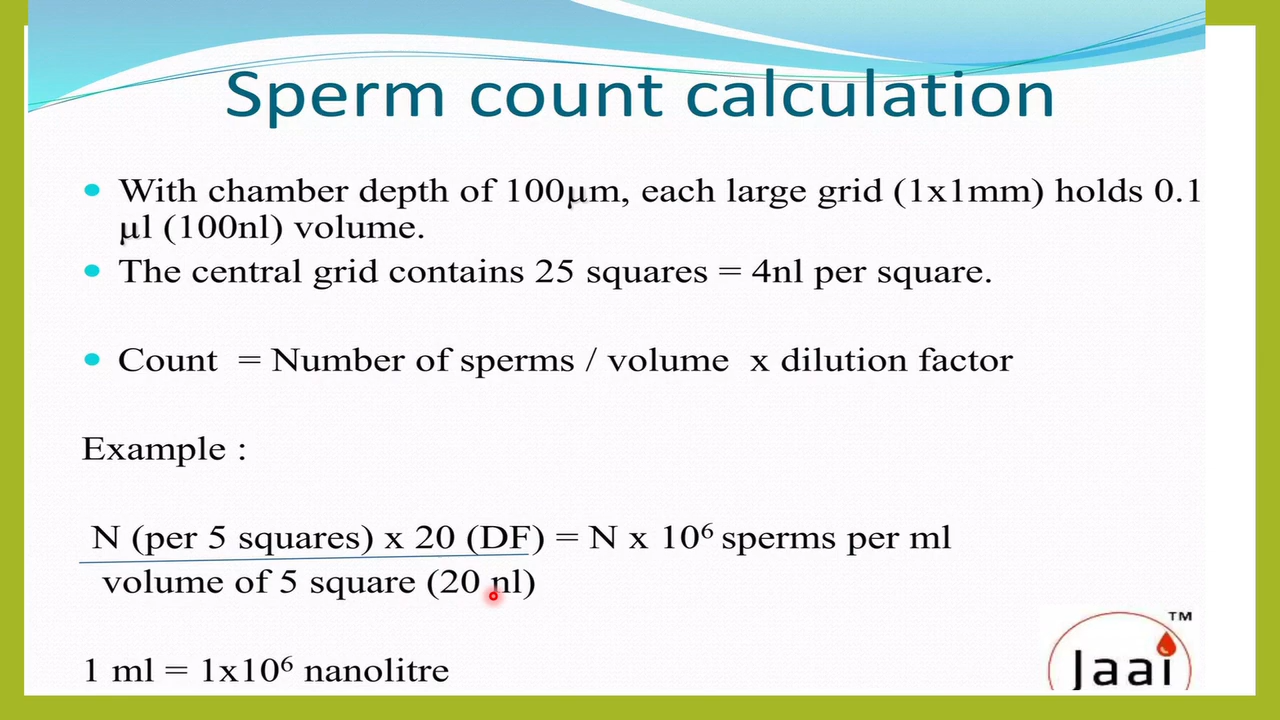 Sperm count calculation
• With chamber depth of 100µm, each large grid (1x1mm) holds 0.1
µl (100nl) volume.
• The central grid contains 25 squares = 4nl per square.
• Count = Number of sperms / volume x dilution factor
Example :
N (per 5 squares) x 20 (DF) = N x 10⁶ sperms per ml
volume of 5 square (20 nl)
1 ml = 1x10⁶ nanolitre
TM
Jaai